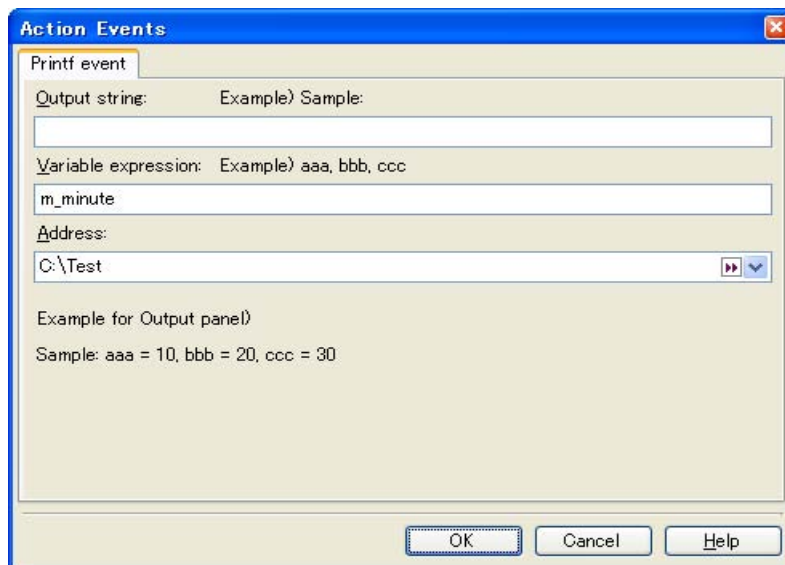 Action Events
Printf event
Output string: Example) Sample:
Variable expression: Example) aaa, bbb, ccc
m_minute
Address:
C:\Test
Example for Output panel)
Sample: aaa = 10, bbb = 20, ccc = 30
OK Cancel Help